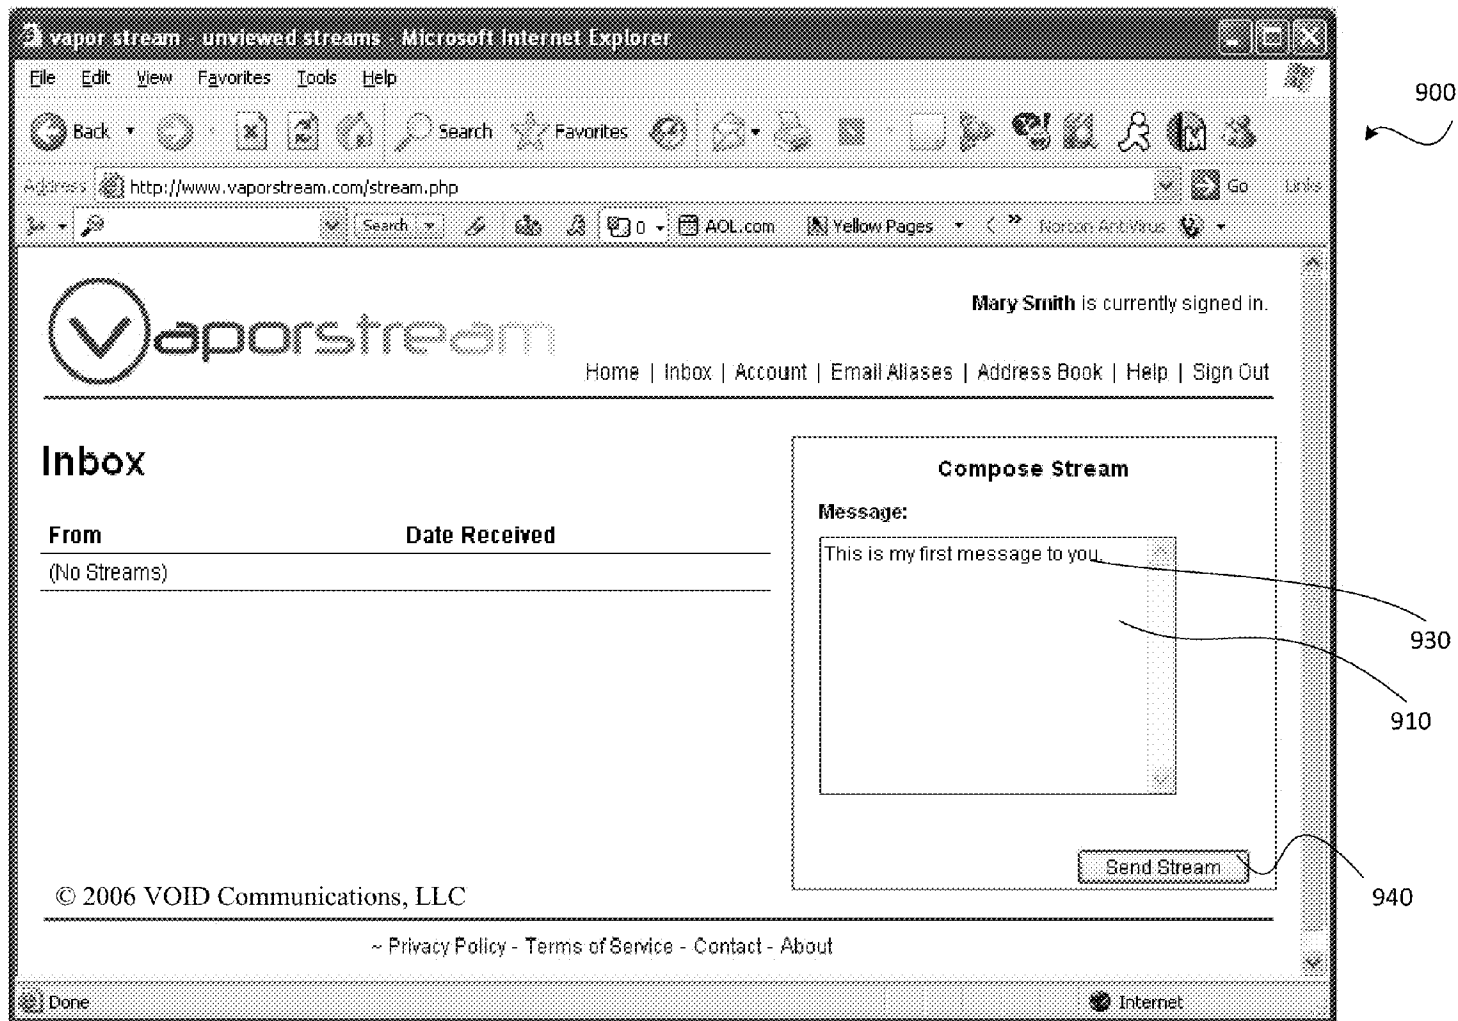 vapor stream - unviewed streams - Microsoft Internet Explorer
File Edit View Favorites Tools Help
900
Back Search Favorites
Address http://www.vaporstream.com/stream.php Go Links
Search 0 AOL.com Yellow Pages Norton AntiVirus
Vaporstream
Mary Smith is currently signed in.
Home | Inbox | Account | Email Aliases | Address Book | Help | Sign Out
Inbox
Compose Stream
Message:
From Date Received
This is my first message to you.
(No Streams)
930
910
Send Stream
940
© 2006 VOID Communications, LLC
~ Privacy Policy - Terms of Service - Contact - About
Done Internet